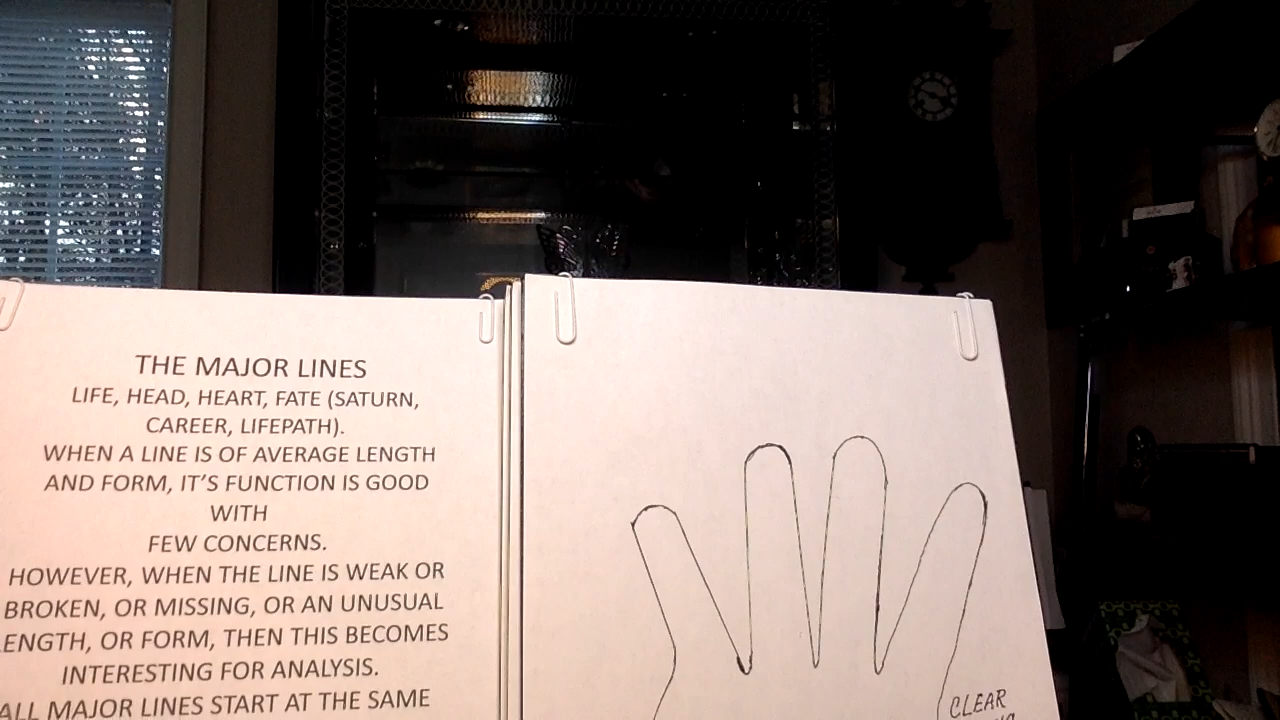 THE MAJOR LINES
LIFE, HEAD, HEART, FATE (SATURN,
CAREER, LIFEPATH).
WHEN A LINE IS OF AVERAGE LENGTH
AND FORM, IT'S FUNCTION IS GOOD
WITH
FEW CONCERNS.
HOWEVER, WHEN THE LINE IS WEAK OR
BROKEN, OR MISSING, OR AN UNUSUAL
LENGTH, OR FORM, THEN THIS BECOMES
INTERESTING FOR ANALYSIS.
ALL MAJOR LINES START AT THE SAME
CLEAR